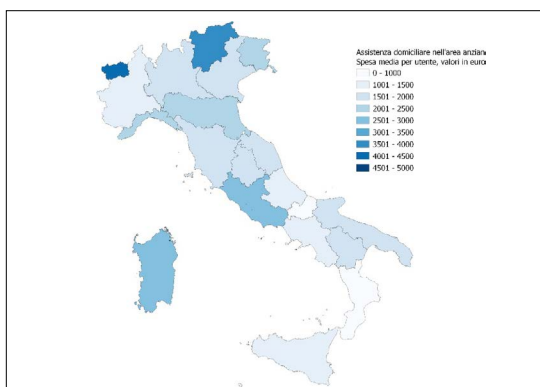 Assistenza domiciliare nell'area anziani
Spesa media per utente, valori in euro
0 - 1000
1001 - 1500
1501 - 2000
2001 - 2500
2501 - 3000
3001 - 3500
3501 - 4000
4001 - 4500
4501 - 5000